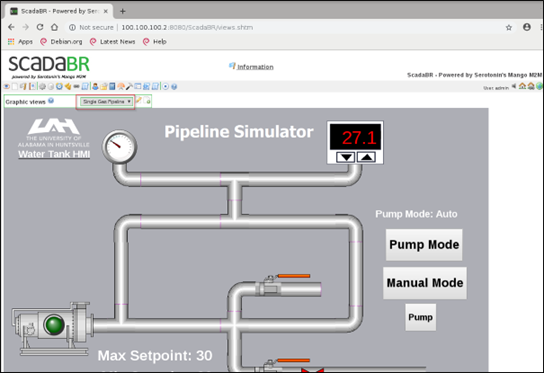 ScadaBR - Powered by Serot
Not secure | 100.100.100.2:8080/ScadaBR/views.shtm
Apps Debian.org Latest News Help
SCADABR
powered by Serotonin's Mango M2M
Information
ScadaBR - Powered by Serotonin's Mango M2M
User admin
Graphic views
Single Gas Pipeline
UAH
THE UNIVERSITY OF
ALABAMA IN HUNTSVILLE
Water Tank HMI
Pipeline Simulator
27.1
Pump Mode: Auto
Pump Mode
Manual Mode
Pump
Max Setpoint: 30